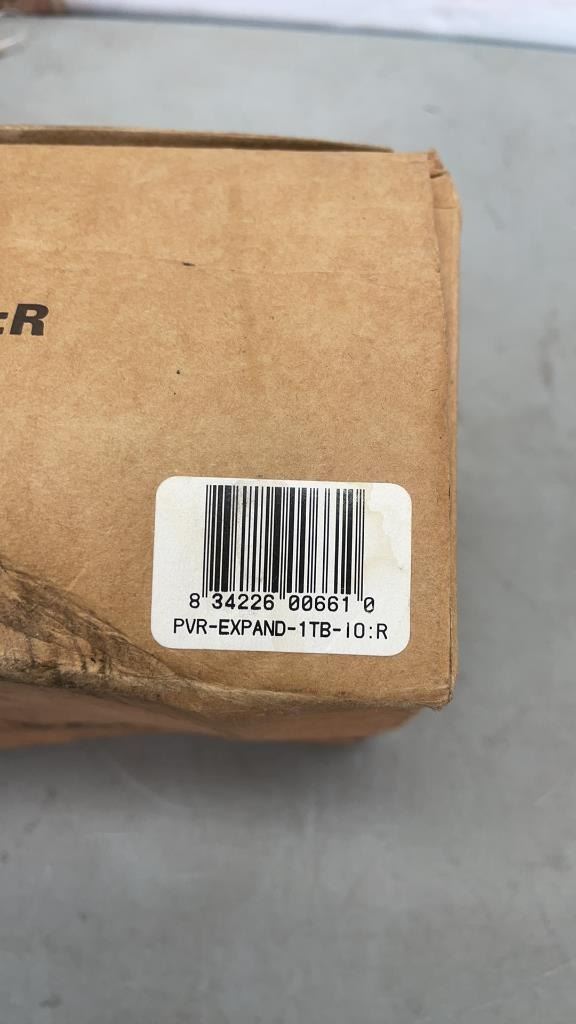 :R
8 34226 00661 0
PVR-EXPAND-1TB-IO:R